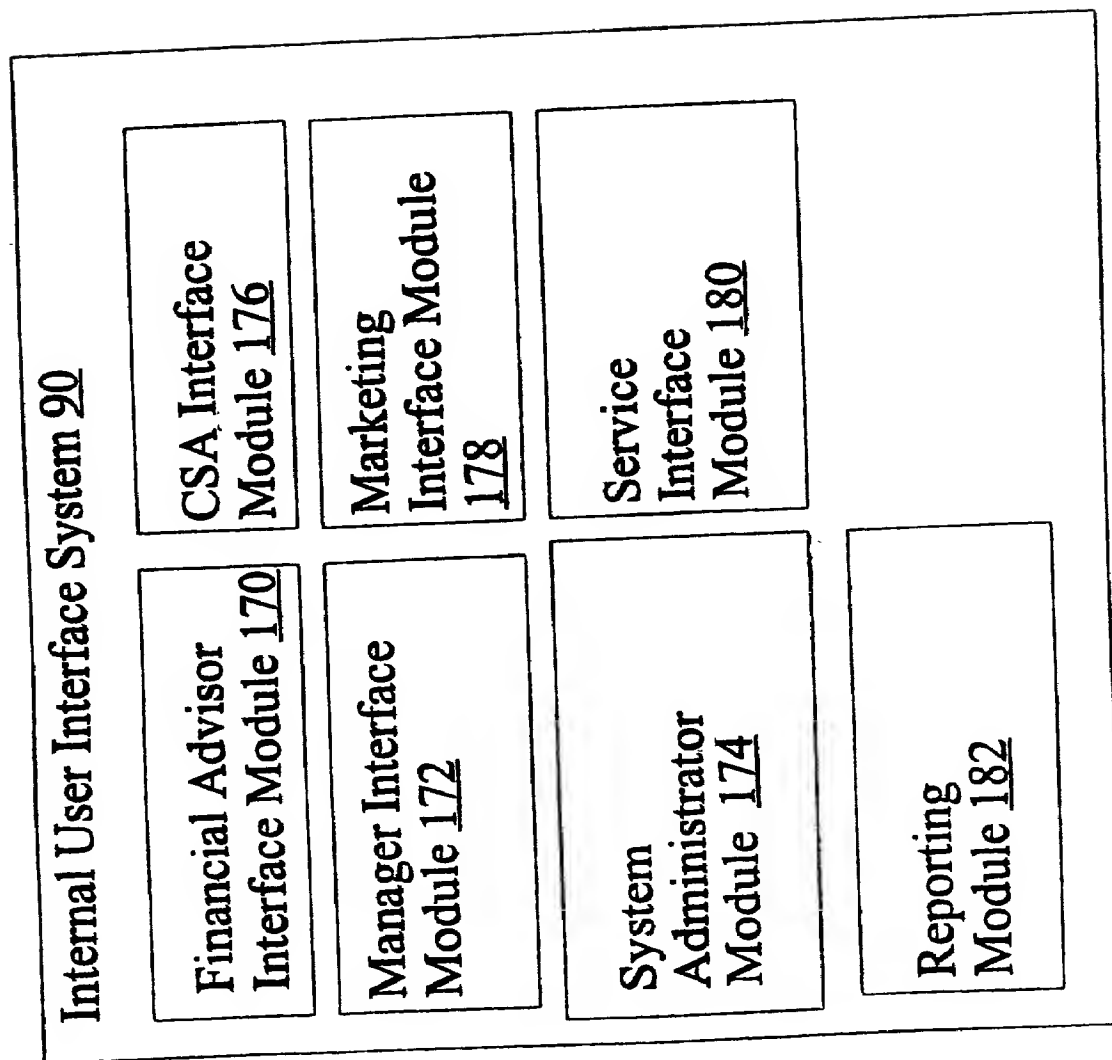 Internal User Interface System 90
Financial Advisor
Interface Module 170
CSA Interface
Module 176
Manager Interface
Module 172
Marketing
Interface Module
178
System
Administrator
Module 174
Service
Interface
Module 180
Reporting
Module 182